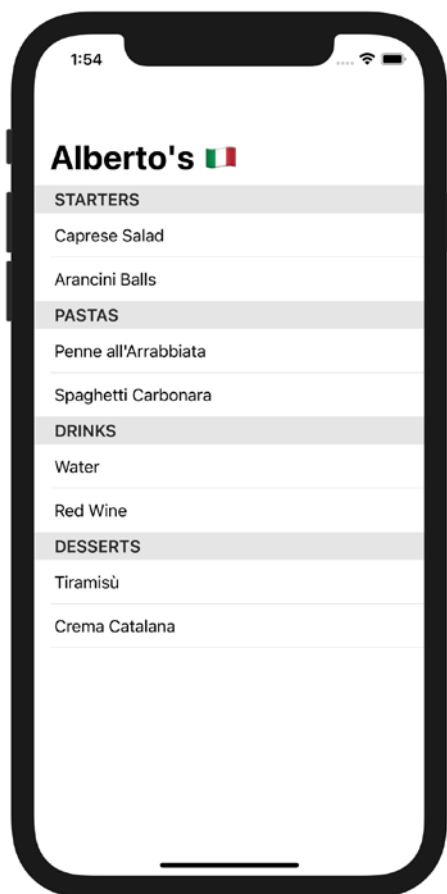 1:54
Alberto's 🇮🇹
STARTERS
Caprese Salad
Arancini Balls
PASTAS
Penne all'Arrabbiata
Spaghetti Carbonara
DRINKS
Water
Red Wine
DESSERTS
Tiramisù
Crema Catalana